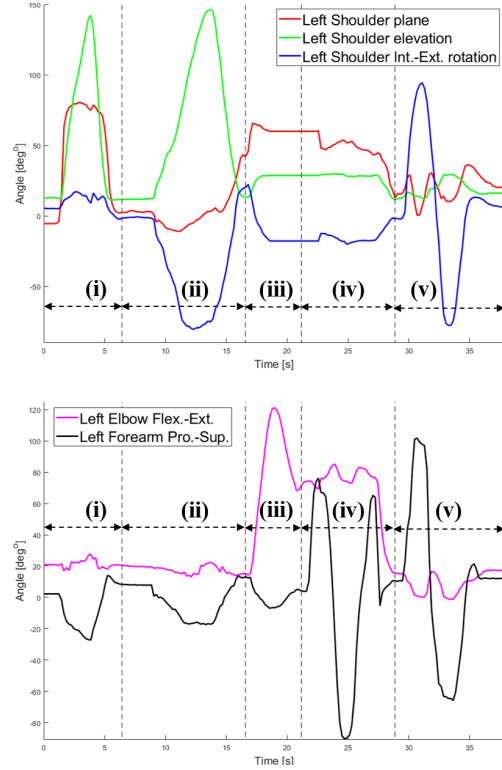 150
Left Shoulder plane
Left Shoulder elevation
Left Shoulder Int.-Ext. rotation
100
50
0
-50
Angle [deg°]
(i) (ii) (iii) (iv) (v)
0 5 10 15 20 25 30 35
Time [s]
120
Left Elbow Flex.-Ext.
Left Forearm Pro.-Sup.
100
80
60
40
20
0
-20
-40
-60
-80
Angle [deg°]
(i) (ii) (iii) (iv) (v)
0 5 10 15 20 25 30 35
Time [s]